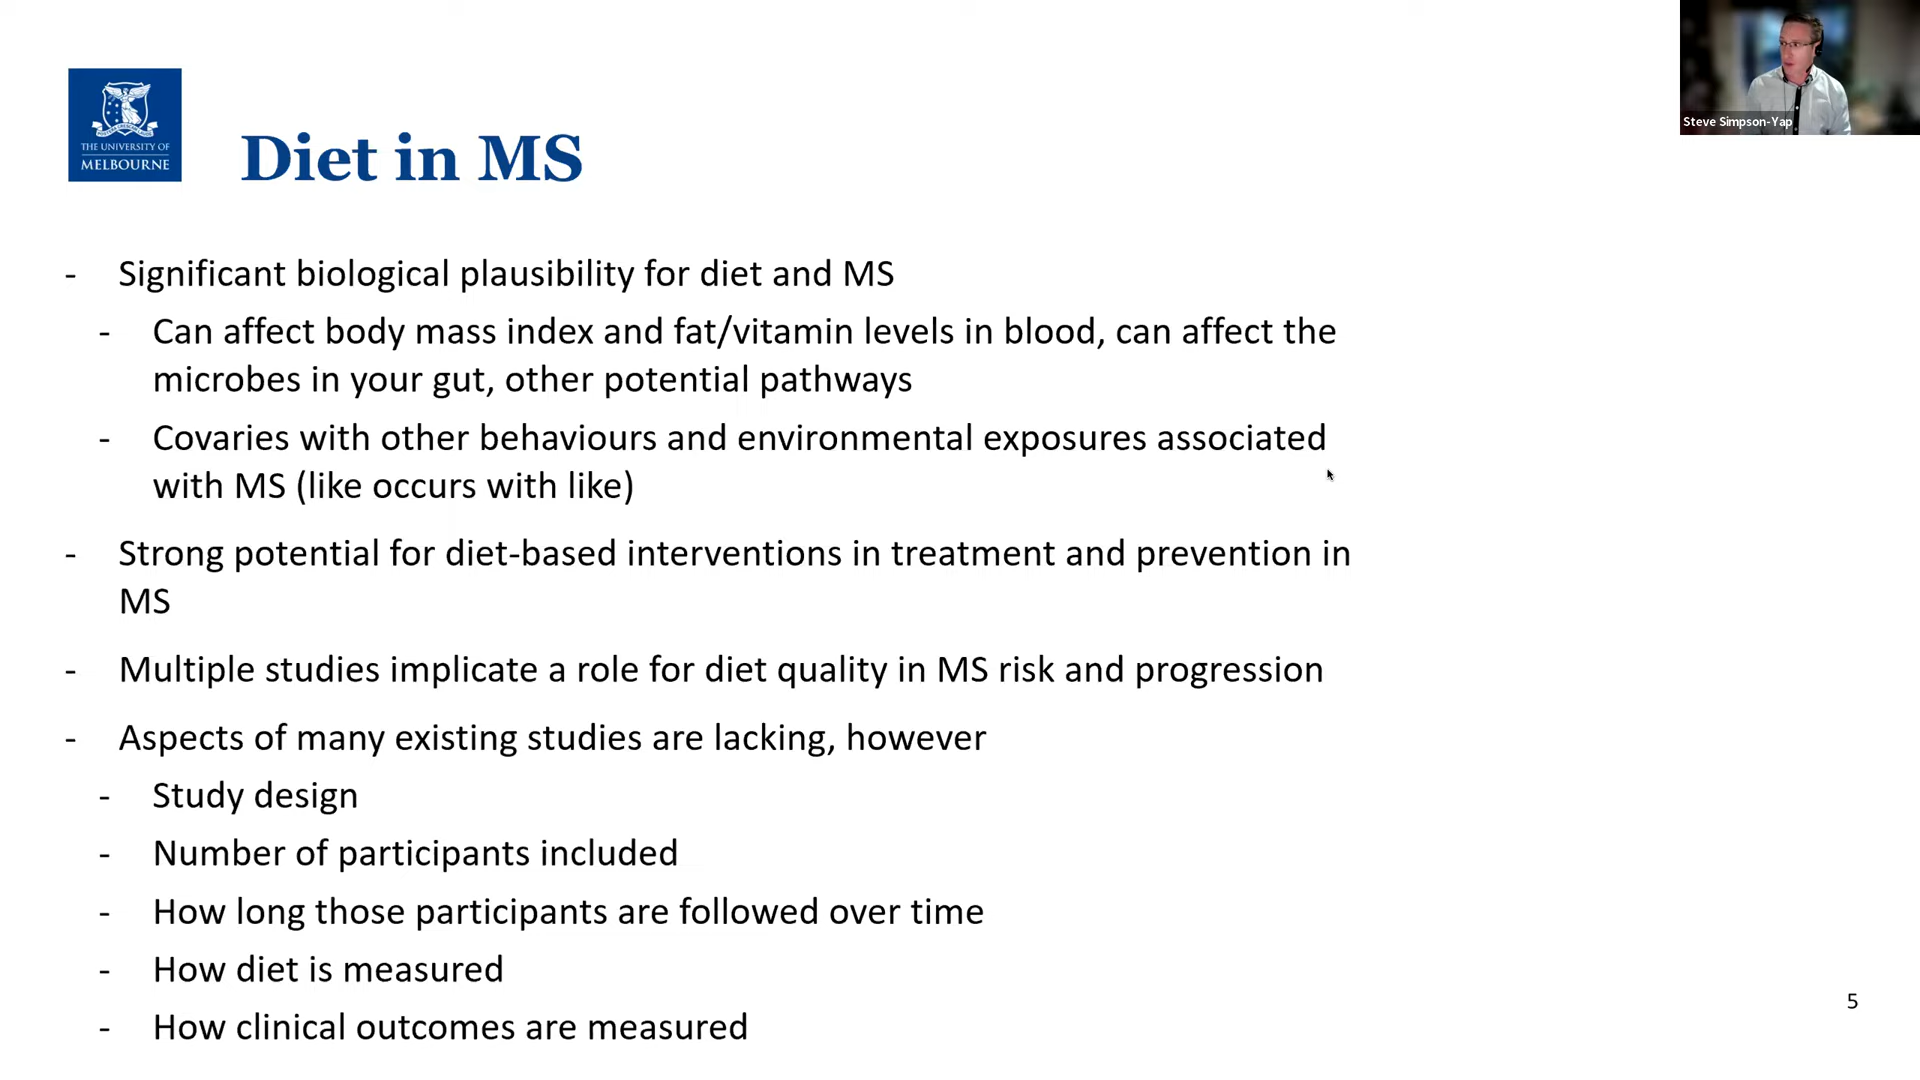 Steve Simpson-Yap
THE UNIVERSITY OF
MELBOURNE
Diet in MS
- Significant biological plausibility for diet and MS
- Can affect body mass index and fat/vitamin levels in blood, can affect the
microbes in your gut, other potential pathways
- Covaries with other behaviours and environmental exposures associated
with MS (like occurs with like)
- Strong potential for diet-based interventions in treatment and prevention in
MS
- Multiple studies implicate a role for diet quality in MS risk and progression
- Aspects of many existing studies are lacking, however
- Study design
- Number of participants included
- How long those participants are followed over time
- How diet is measured
- How clinical outcomes are measured
5